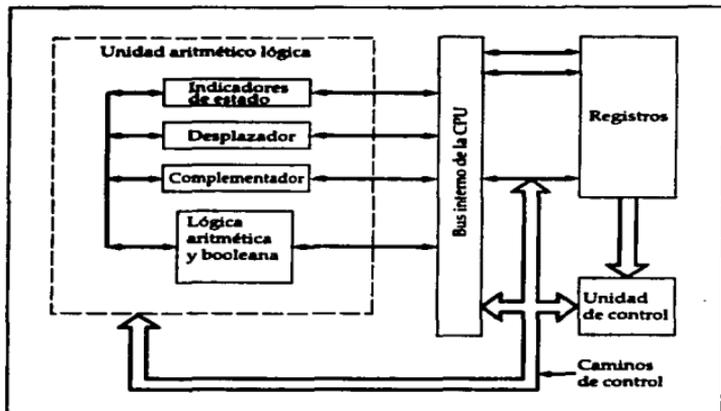 Unidad aritmético lógica
Indicadores
de estado
Desplazador
Complementador
Lógica
aritmética
y booleana
Bus interno de la CPU
Registros
Unidad
de control
Caminos
de control